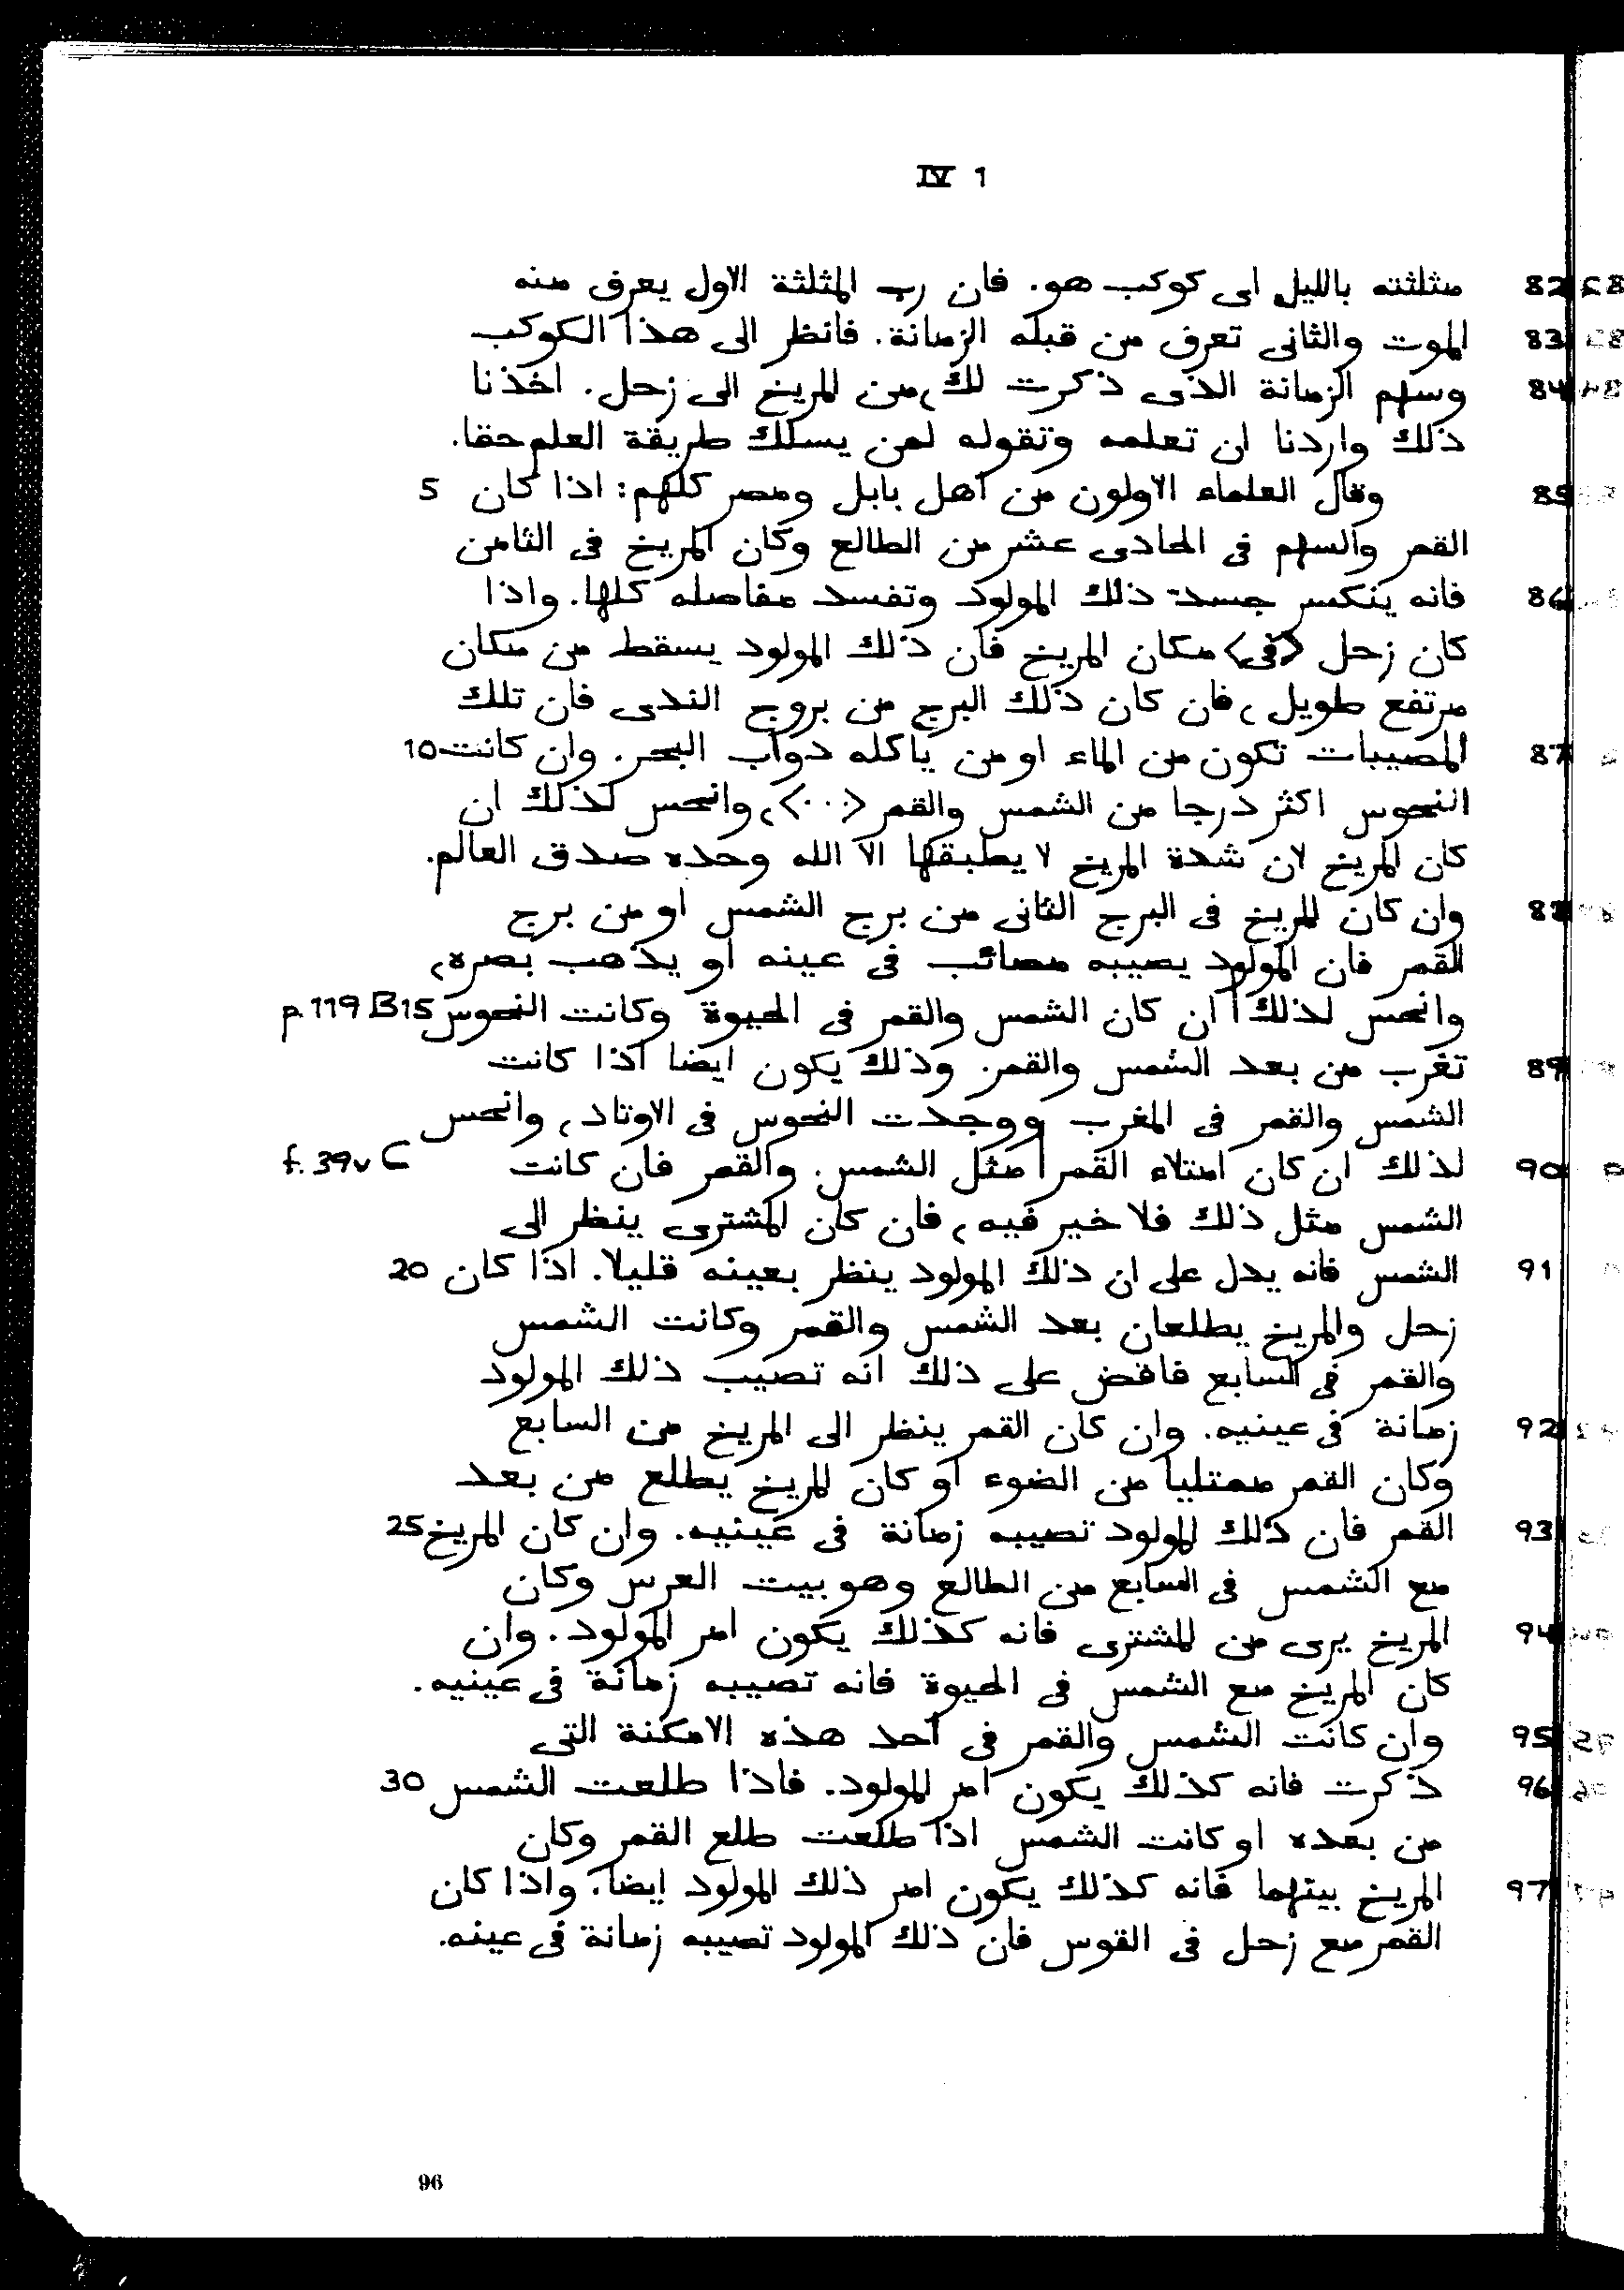 IV 1
82 مثلثته بالليل اى كوكب هو. فان رب المثلثة الاول يعرف منه
83 الموت والثانى تعرف من قبله الزمانة. فانظر الى هذا الكوكب
84 وسهم الزمانة الذى ذكرت لك، من المريخ الى زحل. اخذنا
ذلك واردنا ان تعلمه وتقوله لمن يسلك طريقة العلم حقا.
85 وقال العلماء الاولون من اهل بابل ومصر كلهم: اذا كان 5
القمر والسهم فى الحادى عشر من الطالع وكان المريخ فى الثامن
86 فانه ينكسر جسد ذلك المولود وتفسد مفاصله كلها. واذا
كان زحل <فى> مكان المريخ فان ذلك المولود يسقط من مكان
مرتفع طويل، فان كان ذلك البرج من بروج الندى فان تلك
87 المصيبات تكون من الماء او من ياكله دواب البحر. وان كانت 10
النحوس اكثر درجا من الشمس والقمر <...>، وانحس لذلك ان
كان المريخ لان شدة المريخ لا يطيقها الا الله وحده صدق العالم.
88 وان كان المريخ فى البرج الثانى من برج الشمس او من برج
القمر فان المولود يصيبه مصائب فى عينه او يذهب بصره،
وانحس لذلك | ان كان الشمس والقمر فى الحيوة وكانت النحوس 15 p. 119 B
89 تغرب من بعد الشمس والقمر. وذلك يكون ايضا اذا كانت
الشمس والقمر فى المغرب ووجدت النحوس فى الاوتاد، وانحس
90 لذلك ان كان امتلاء القمر | مثل الشمس. والقمر فان كانت f. 39v C
الشمس مثل ذلك فلا خير فيه، فان كان المشترى ينظر الى
91 الشمس فانه يدل على ان ذلك المولود ينظر بعينه قليلا. اذا كان 20
زحل والمريخ يطلعان بعد الشمس والقمر وكانت الشمس
والقمر فى السابع فاقض على ذلك انه تصيب ذلك المولود
92 زمانة فى عينيه. وان كان القمر ينظر الى المريخ من السابع
وكان القمر ممتليا من الضوء او كان المريخ يطلع من بعد
93 القمر فان ذلك المولود تصيبه زمانة فى عينيه. وان كان المريخ 25
مع الشمس فى السابع من الطالع وهو بيت العرس وكان
94 المريخ يرى من المشترى فانه كذلك يكون امر المولود. وان
كان المريخ مع الشمس فى الحيوة فانه تصيبه زمانة فى عينيه.
95 وان كانت الشمس والقمر فى احد هذه الامكنة التى
96 ذكرت فانه كذلك يكون امر المولود. فاذا طلعت الشمس 30
من بعده او كانت الشمس اذا طلعت طلع القمر وكان
97 المريخ بينهما فانه كذلك يكون امر ذلك المولود ايضا. واذا كان
القمر مع زحل فى القوس فان ذلك المولود تصيبه زمانة فى عينه.
96